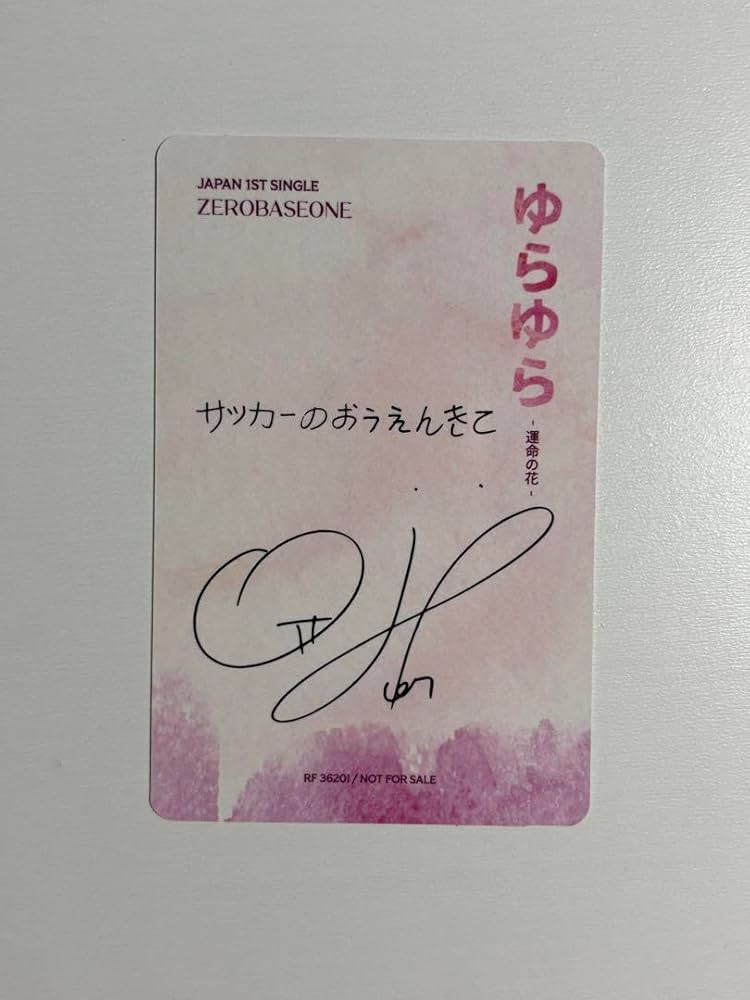 JAPAN 1ST SINGLE
ZEROBASEONE
ゆらゆら
- 運命の花 -
サッカーのおうえんきこ
RF 36201 / NOT FOR SALE